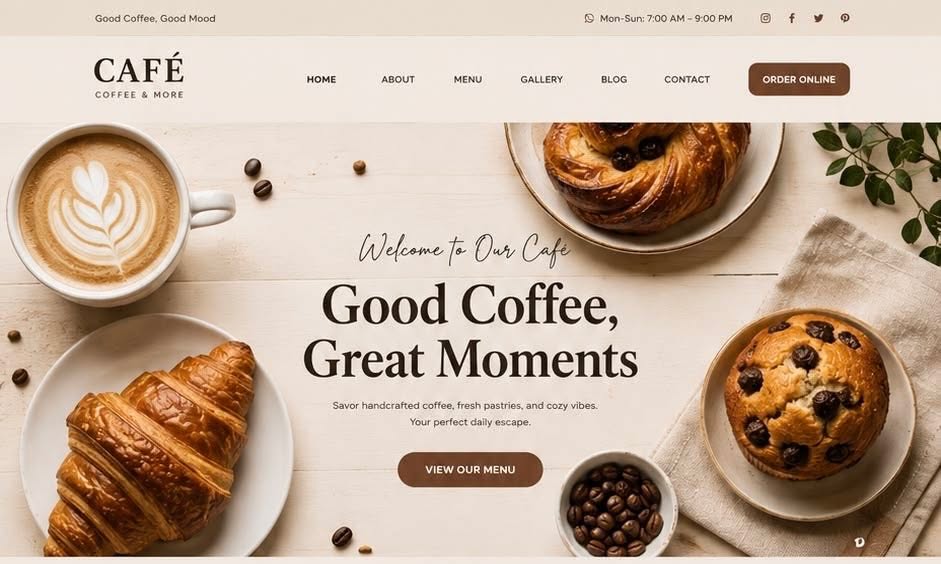 Good Coffee, Good Mood
Mon-Sun: 7:00 AM – 9:00 PM
CAFÉ
COFFEE & MORE
HOME ABOUT MENU GALLERY BLOG CONTACT ORDER ONLINE
Welcome to Our Café
Good Coffee,
Great Moments
Savor handcrafted coffee, fresh pastries, and cozy vibes.
Your perfect daily escape.
VIEW OUR MENU